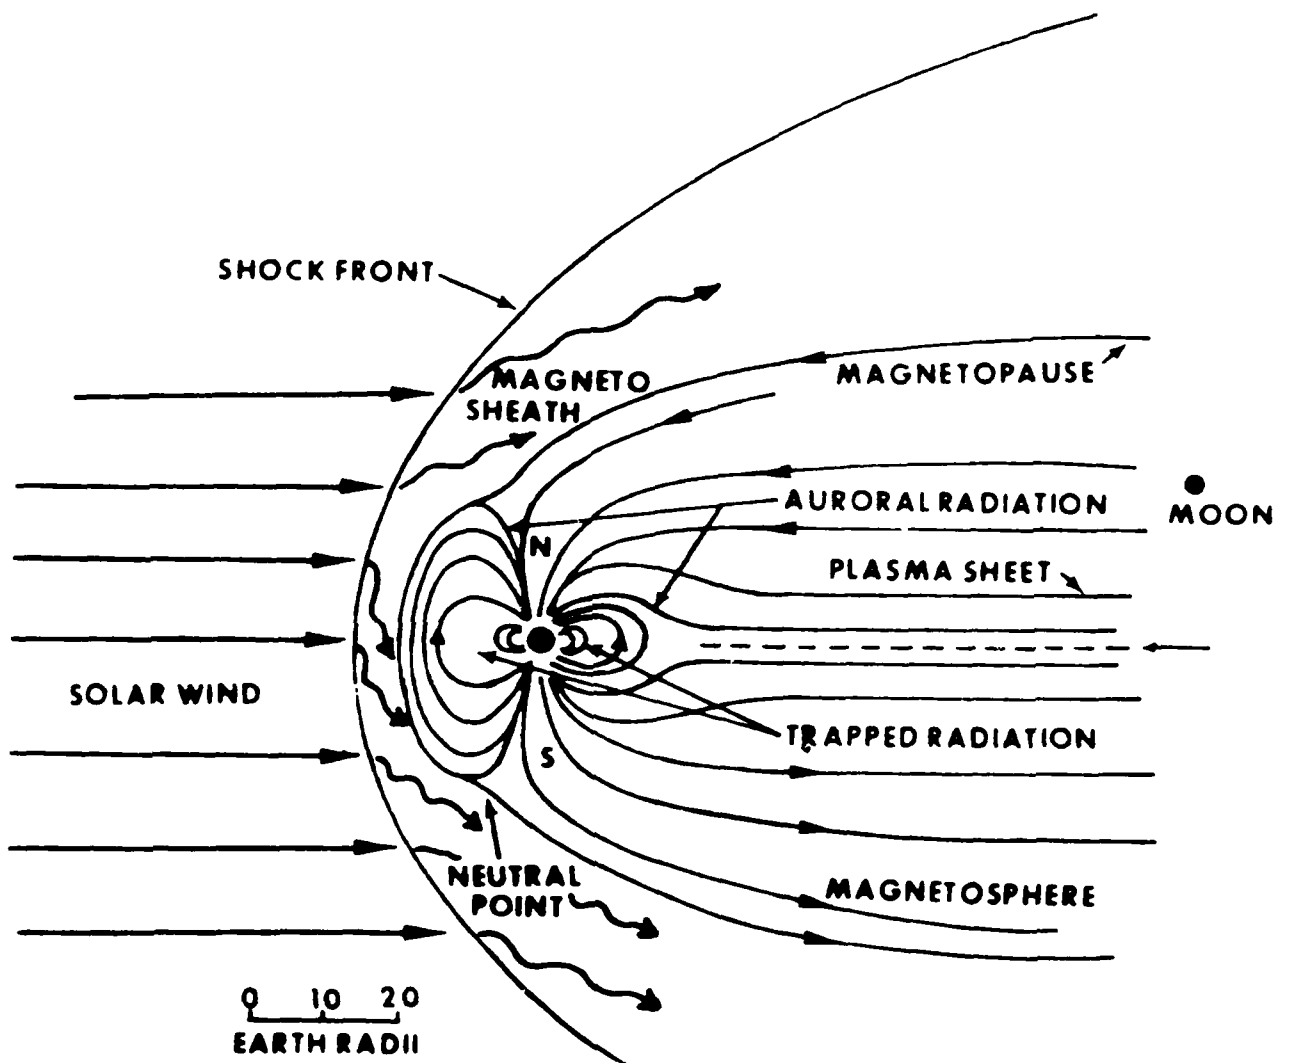 SHOCK FRONT
MAGNETO
SHEATH
MAGNETOPAUSE
AURORAL RADIATION
MOON
N
PLASMA SHEET
SOLAR WIND
TRAPPED RADIATION
S
NEUTRAL
POINT
MAGNETOSPHERE
0 10 20
EARTH RADII